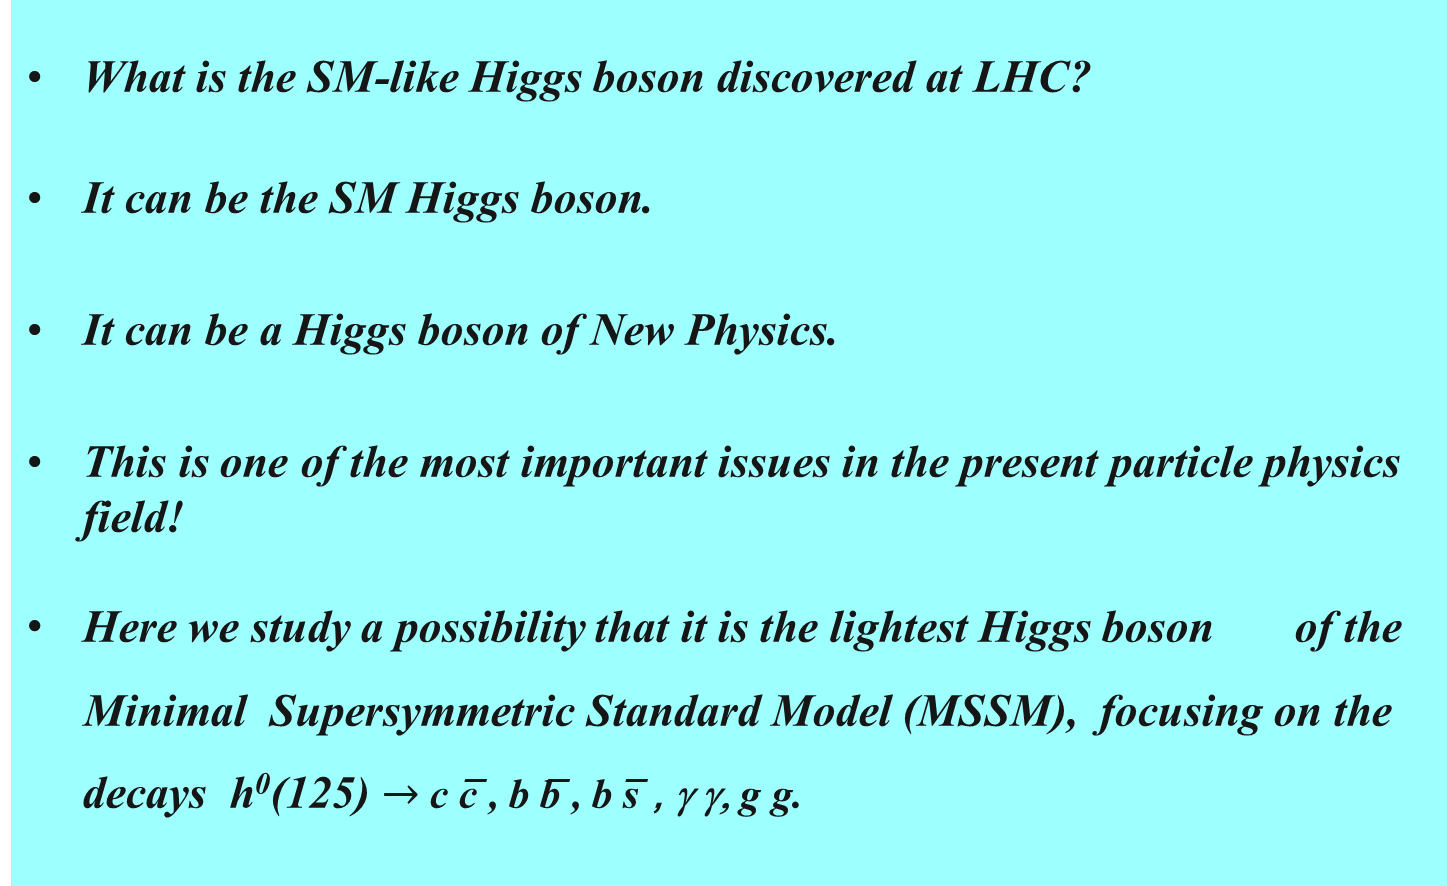 • What is the SM-like Higgs boson discovered at LHC?
• It can be the SM Higgs boson.
• It can be a Higgs boson of New Physics.
• This is one of the most important issues in the present particle physics
field!
• Here we study a possibility that it is the lightest Higgs boson of the
Minimal Supersymmetric Standard Model (MSSM), focusing on the
decays h⁰(125) → c c̅ , b b̅ , b s̅ , γ γ, g g.